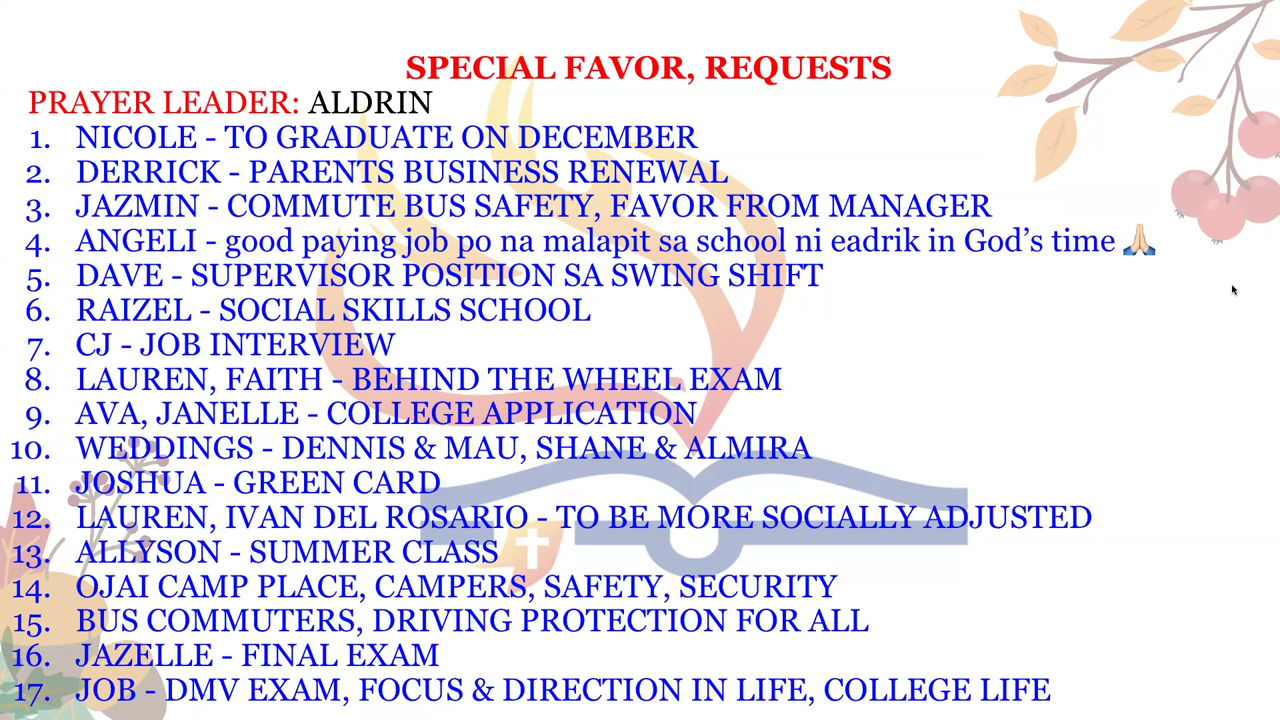 SPECIAL FAVOR, REQUESTS
PRAYER LEADER: ALDRIN
1. NICOLE - TO GRADUATE ON DECEMBER
2. DERRICK - PARENTS BUSINESS RENEWAL
3. JAZMIN - COMMUTE BUS SAFETY, FAVOR FROM MANAGER
4. ANGELI - good paying job po na malapit sa school ni eadrik in God's time 🙏🏻
5. DAVE - SUPERVISOR POSITION SA SWING SHIFT
6. RAIZEL - SOCIAL SKILLS SCHOOL
7. CJ - JOB INTERVIEW
8. LAUREN, FAITH - BEHIND THE WHEEL EXAM
9. AVA, JANELLE - COLLEGE APPLICATION
10. WEDDINGS - DENNIS & MAU, SHANE & ALMIRA
11. JOSHUA - GREEN CARD
12. LAUREN, IVAN DEL ROSARIO - TO BE MORE SOCIALLY ADJUSTED
13. ALLYSON - SUMMER CLASS
14. OJAI CAMP PLACE, CAMPERS, SAFETY, SECURITY
15. BUS COMMUTERS, DRIVING PROTECTION FOR ALL
16. JAZELLE - FINAL EXAM
17. JOB - DMV EXAM, FOCUS & DIRECTION IN LIFE, COLLEGE LIFE